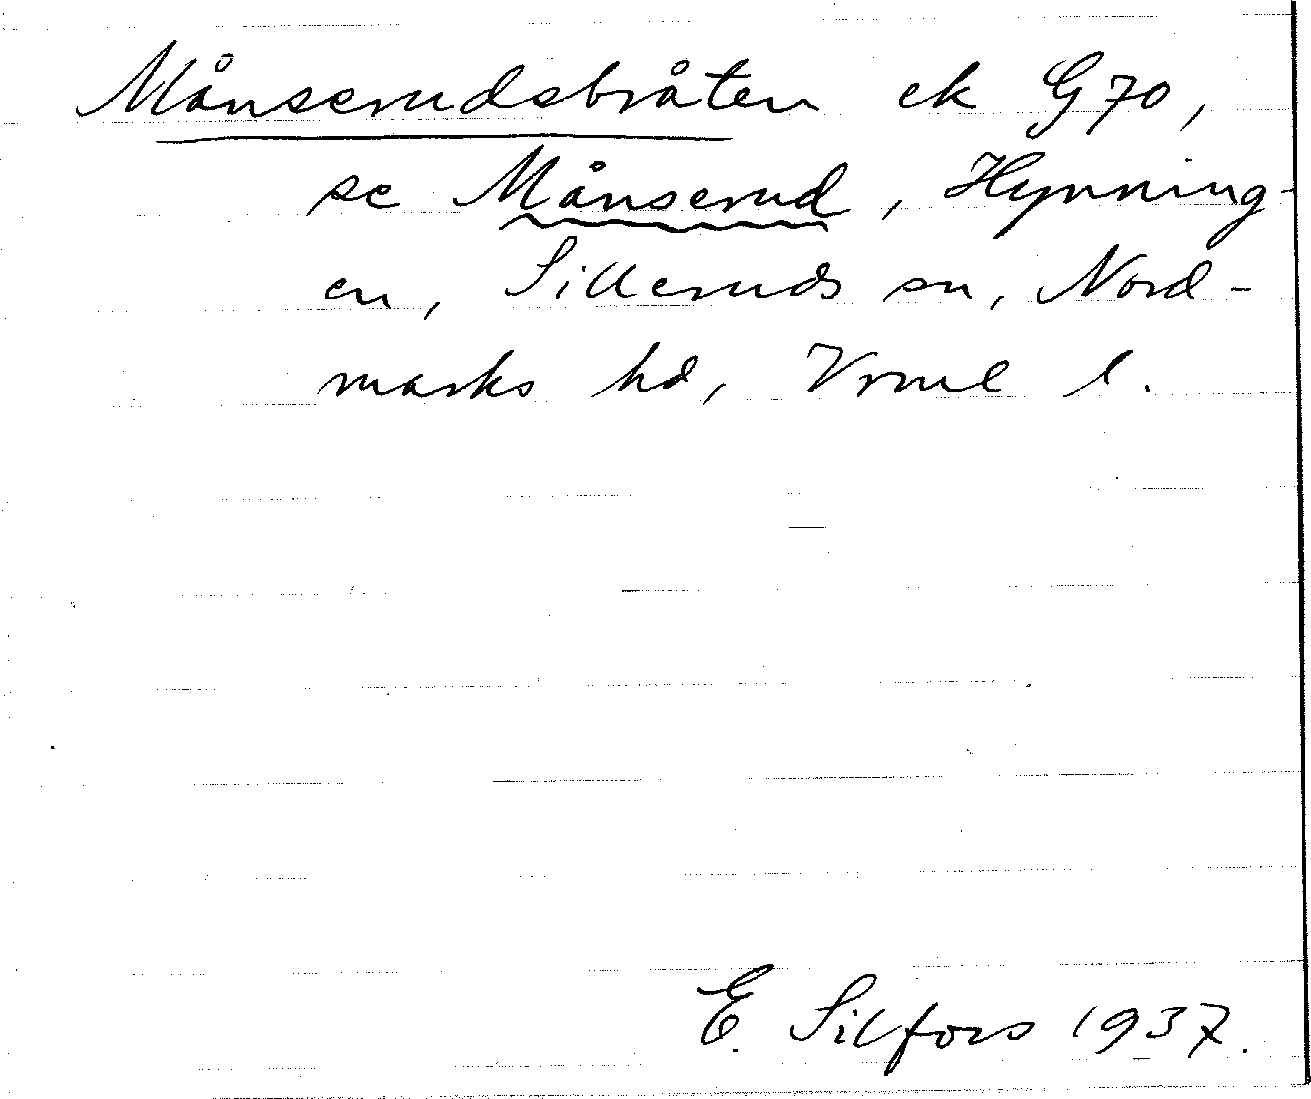 Månserudsbråten ek G70,
se Månserud, Hynning-
en, Silleruds sn, Nord-
marks hd, Vrml l.
E. Silfors 1937.